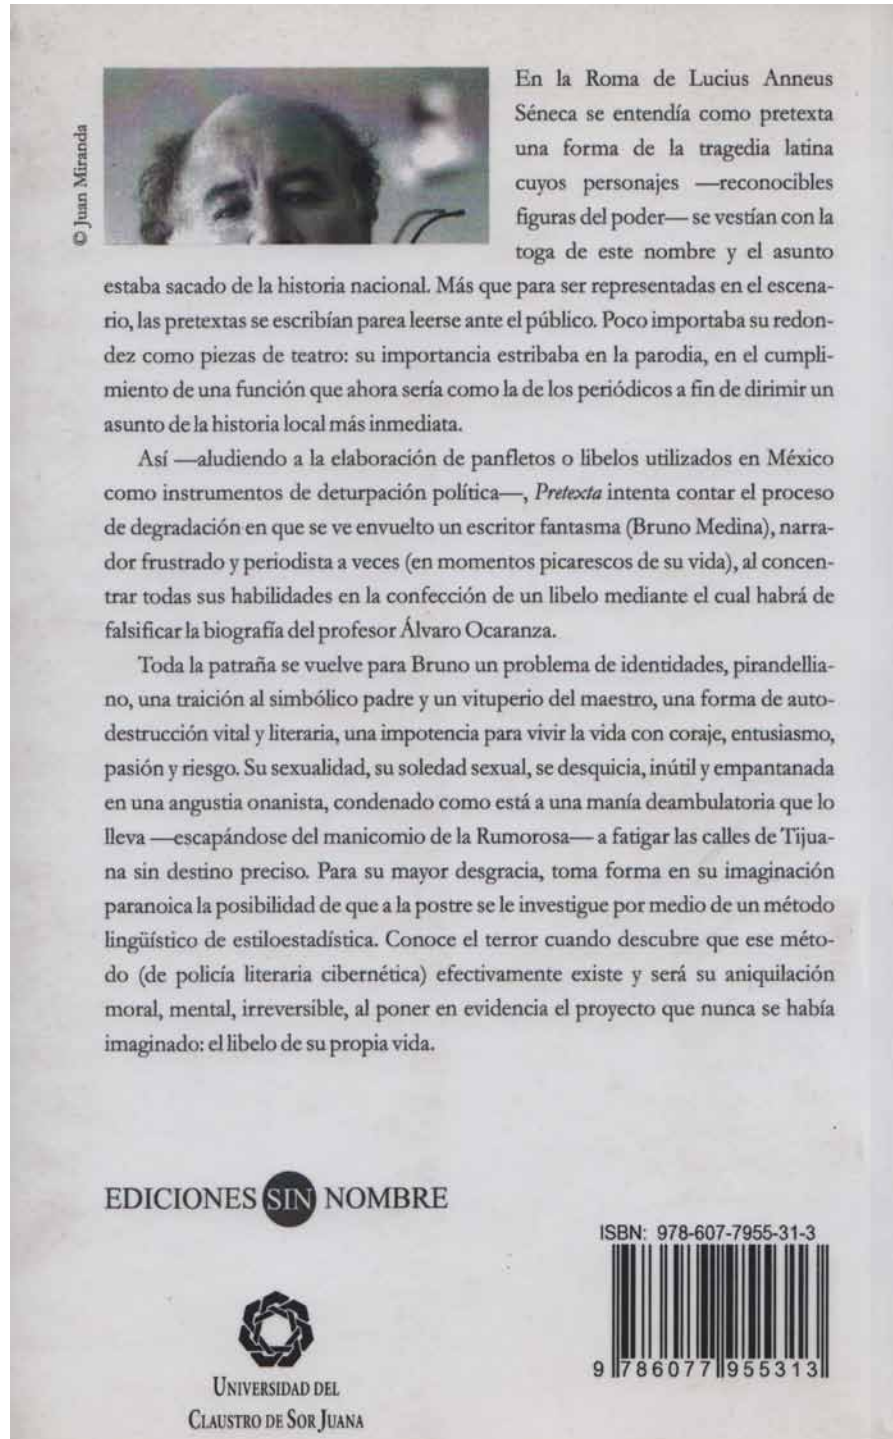 © Juan Miranda
En la Roma de Lucius Anneus
Séneca se entendía como pretexta
una forma de la tragedia latina
cuyos personajes —reconocibles
figuras del poder— se vestían con la
toga de este nombre y el asunto
estaba sacado de la historia nacional. Más que para ser representadas en el escena-
rio, las pretextas se escribían parea leerse ante el público. Poco importaba su redon-
dez como piezas de teatro: su importancia estribaba en la parodia, en el cumpli-
miento de una función que ahora sería como la de los periódicos a fin de dirimir un
asunto de la historia local más inmediata.
Así —aludiendo a la elaboración de panfletos o libelos utilizados en México
como instrumentos de deturpación política—, Pretexta intenta contar el proceso
de degradación en que se ve envuelto un escritor fantasma (Bruno Medina), narra-
dor frustrado y periodista a veces (en momentos picarescos de su vida), al concen-
trar todas sus habilidades en la confección de un libelo mediante el cual habrá de
falsificar la biografía del profesor Álvaro Ocaranza.
Toda la patraña se vuelve para Bruno un problema de identidades, pirandellia-
no, una traición al simbólico padre y un vituperio del maestro, una forma de auto-
destrucción vital y literaria, una impotencia para vivir la vida con coraje, entusiasmo,
pasión y riesgo. Su sexualidad, su soledad sexual, se desquicia, inútil y empantanada
en una angustia onanista, condenado como está a una manía deambulatoria que lo
lleva —escapándose del manicomio de la Rumorosa— a fatigar las calles de Tijua-
na sin destino preciso. Para su mayor desgracia, toma forma en su imaginación
paranoica la posibilidad de que a la postre se le investigue por medio de un método
lingüístico de estiloestadística. Conoce el terror cuando descubre que ese méto-
do (de policía literaria cibernética) efectivamente existe y será su aniquilación
moral, mental, irreversible, al poner en evidencia el proyecto que nunca se había
imaginado: el libelo de su propia vida.
EDICIONES SIN NOMBRE
ISBN: 978-607-7955-31-3
9 786077 955313
UNIVERSIDAD DEL
CLAUSTRO DE SOR JUANA